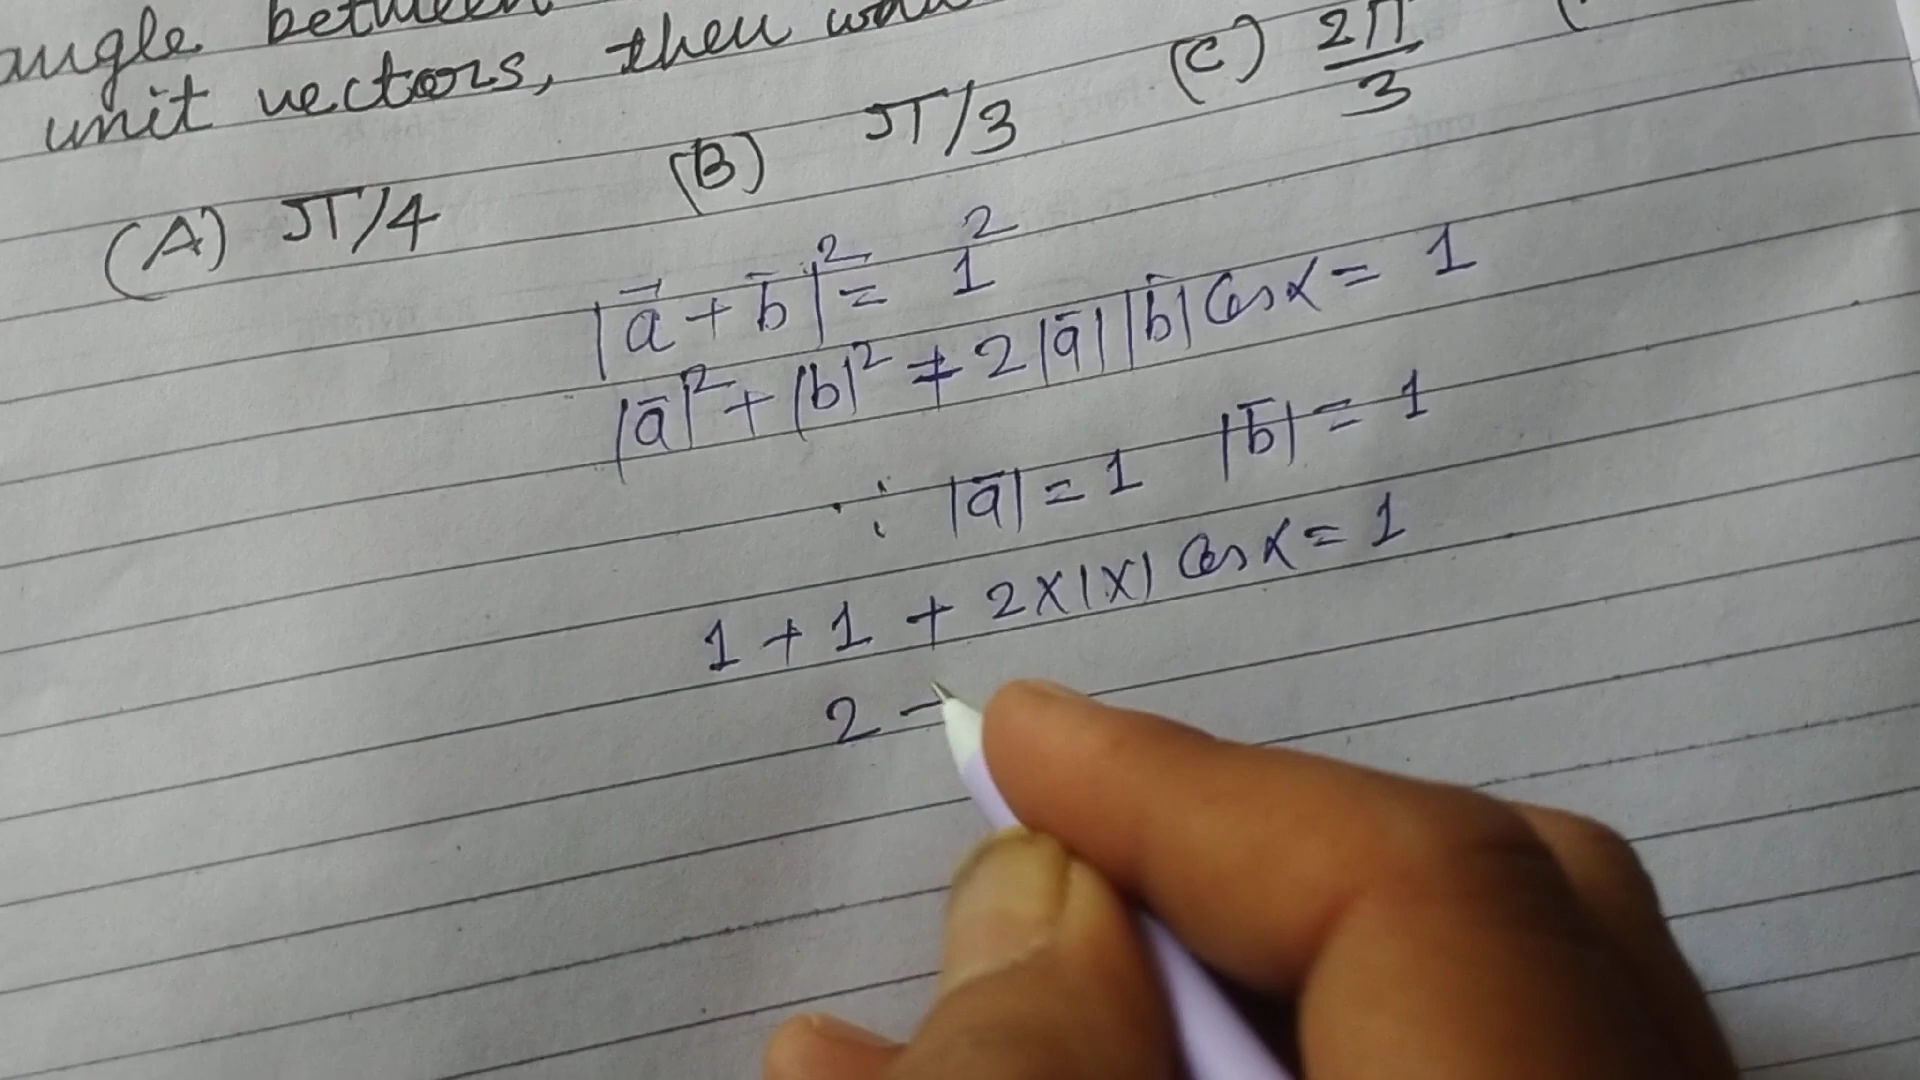 angle between
unit vectors, then
(A) π/4 (B) π/3 (C) 2π/3
|a⃗ + b̄|² = 1²
|ā|² + |b|² + 2|ā||b̄| Cos α = 1
∴ |ā| = 1 |b̄| = 1
1 + 1 + 2×1×1 Cos α = 1
2 −